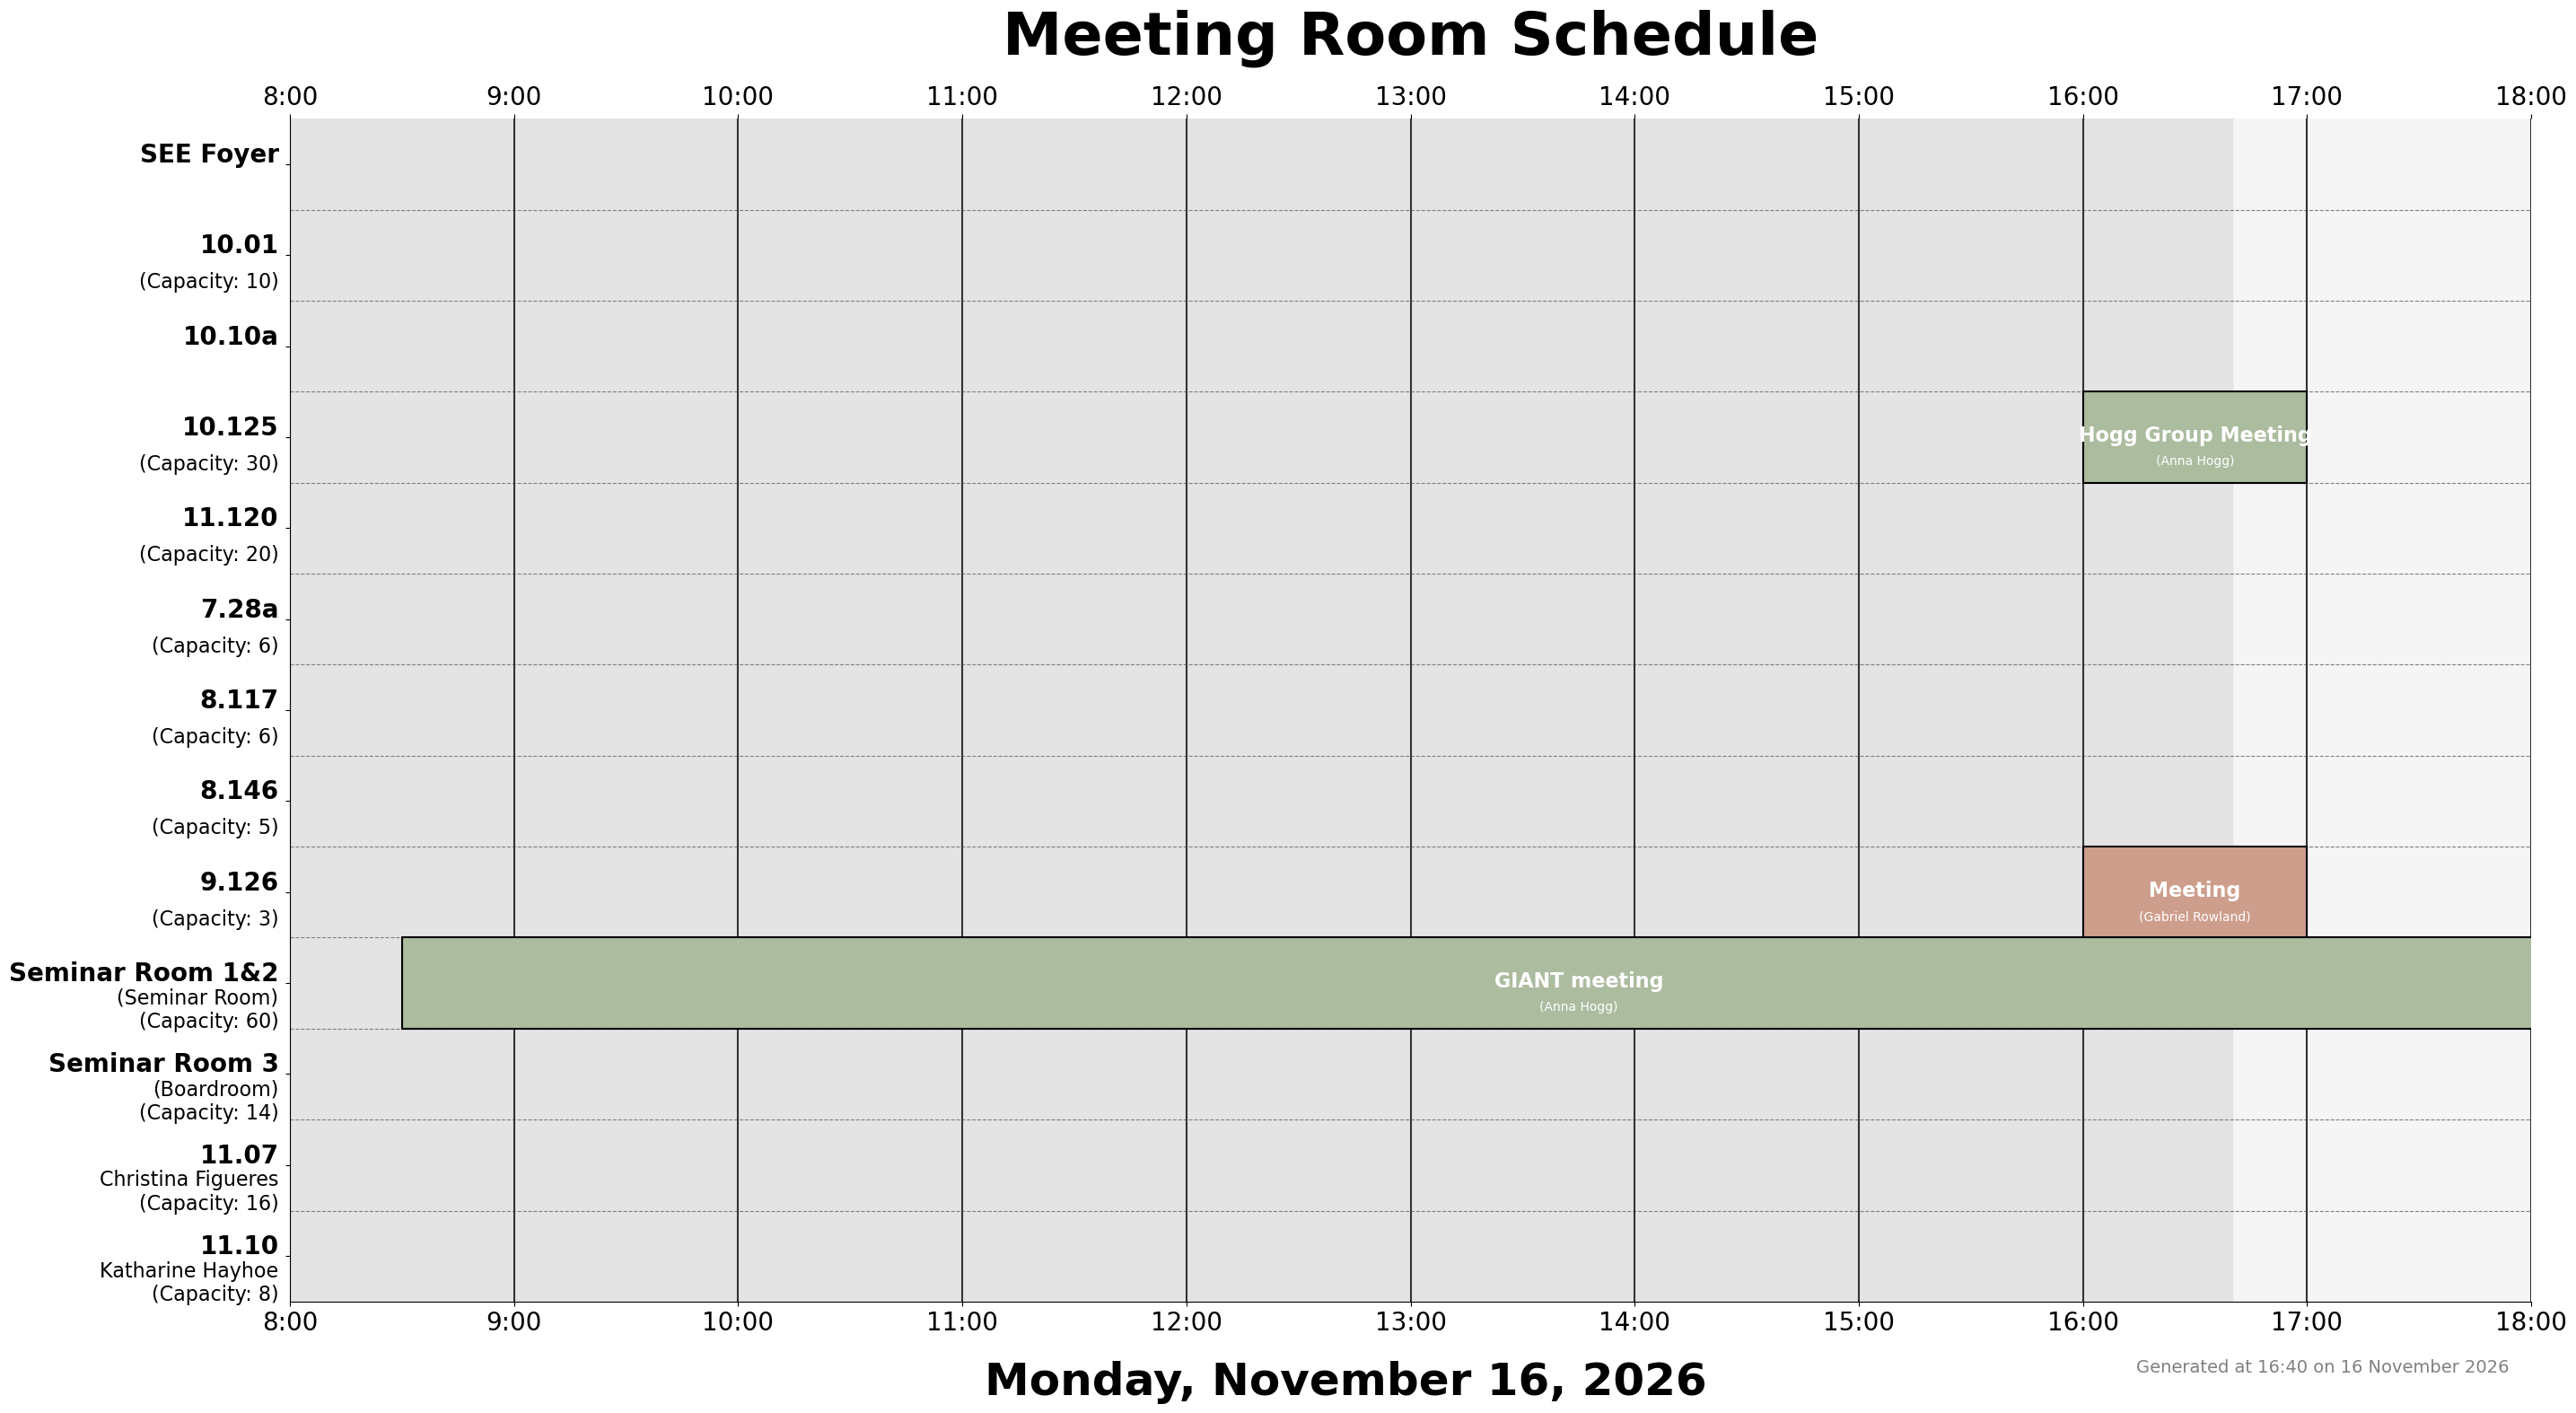 Meeting Room Schedule
8:00 9:00 10:00 11:00 12:00 13:00 14:00 15:00 16:00 17:00 18:00
SEE Foyer
10.01
(Capacity: 10)
10.10a
10.125
(Capacity: 30)
Hogg Group Meeting
(Anna Hogg)
11.120
(Capacity: 20)
7.28a
(Capacity: 6)
8.117
(Capacity: 6)
8.146
(Capacity: 5)
9.126
(Capacity: 3)
Meeting
(Gabriel Rowland)
Seminar Room 1&2
(Seminar Room)
(Capacity: 60)
GIANT meeting
(Anna Hogg)
Seminar Room 3
(Boardroom)
(Capacity: 14)
11.07
Christina Figueres
(Capacity: 16)
11.10
Katharine Hayhoe
(Capacity: 8)
8:00 9:00 10:00 11:00 12:00 13:00 14:00 15:00 16:00 17:00 18:00
Monday, November 16, 2026
Generated at 16:40 on 16 November 2026